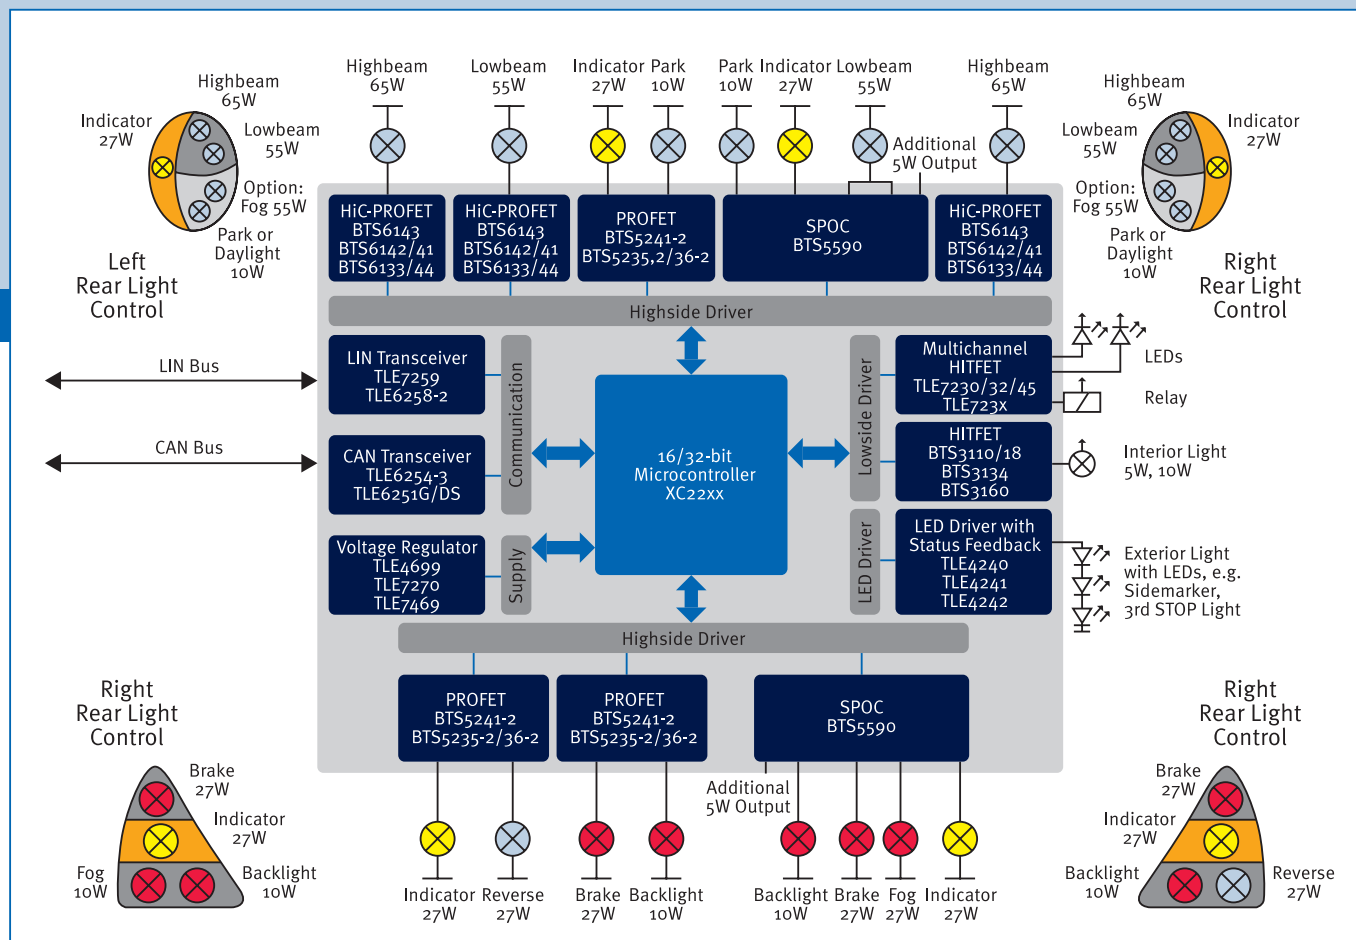 Highbeam
65W
Lowbeam
55W
Indicator
27W
Park
10W
Park
10W
Indicator
27W
Lowbeam
55W
Highbeam
65W
Additional
5W Output
Highbeam
65W
Indicator
27W
Lowbeam
55W
Option:
Fog 55W
Park or
Daylight
10W
Left
Rear Light
Control
Highbeam
65W
Lowbeam
55W
Indicator
27W
Option:
Fog 55W
Park or
Daylight
10W
Right
Rear Light
Control
HiC-PROFET
BTS6143
BTS6142/41
BTS6133/44
HiC-PROFET
BTS6143
BTS6142/41
BTS6133/44
PROFET
BTS5241-2
BTS5235,2/36-2
SPOC
BTS5590
HiC-PROFET
BTS6143
BTS6142/41
BTS6133/44
Highside Driver
LIN Bus
CAN Bus
LIN Transceiver
TLE7259
TLE6258-2
CAN Transceiver
TLE6254-3
TLE6251G/DS
Voltage Regulator
TLE4699
TLE7270
TLE7469
Communication
Supply
16/32-bit
Microcontroller
XC22xx
Lowside Driver
LED Driver
Multichannel
HITFET
TLE7230/32/45
TLE723x
HITFET
BTS3110/18
BTS3134
BTS3160
LED Driver with
Status Feedback
TLE4240
TLE4241
TLE4242
LEDs
Relay
Interior Light
5W, 10W
Exterior Light
with LEDs, e.g.
Sidemarker,
3rd STOP Light
Highside Driver
PROFET
BTS5241-2
BTS5235-2/36-2
PROFET
BTS5241-2
BTS5235-2/36-2
SPOC
BTS5590
Additional
5W Output
Indicator
27W
Reverse
27W
Brake
27W
Backlight
10W
Backlight
10W
Brake
27W
Fog
27W
Indicator
27W
Right
Rear Light
Control
Brake
27W
Indicator
27W
Fog
10W
Backlight
10W
Right
Rear Light
Control
Brake
27W
Indicator
27W
Backlight
10W
Reverse
27W